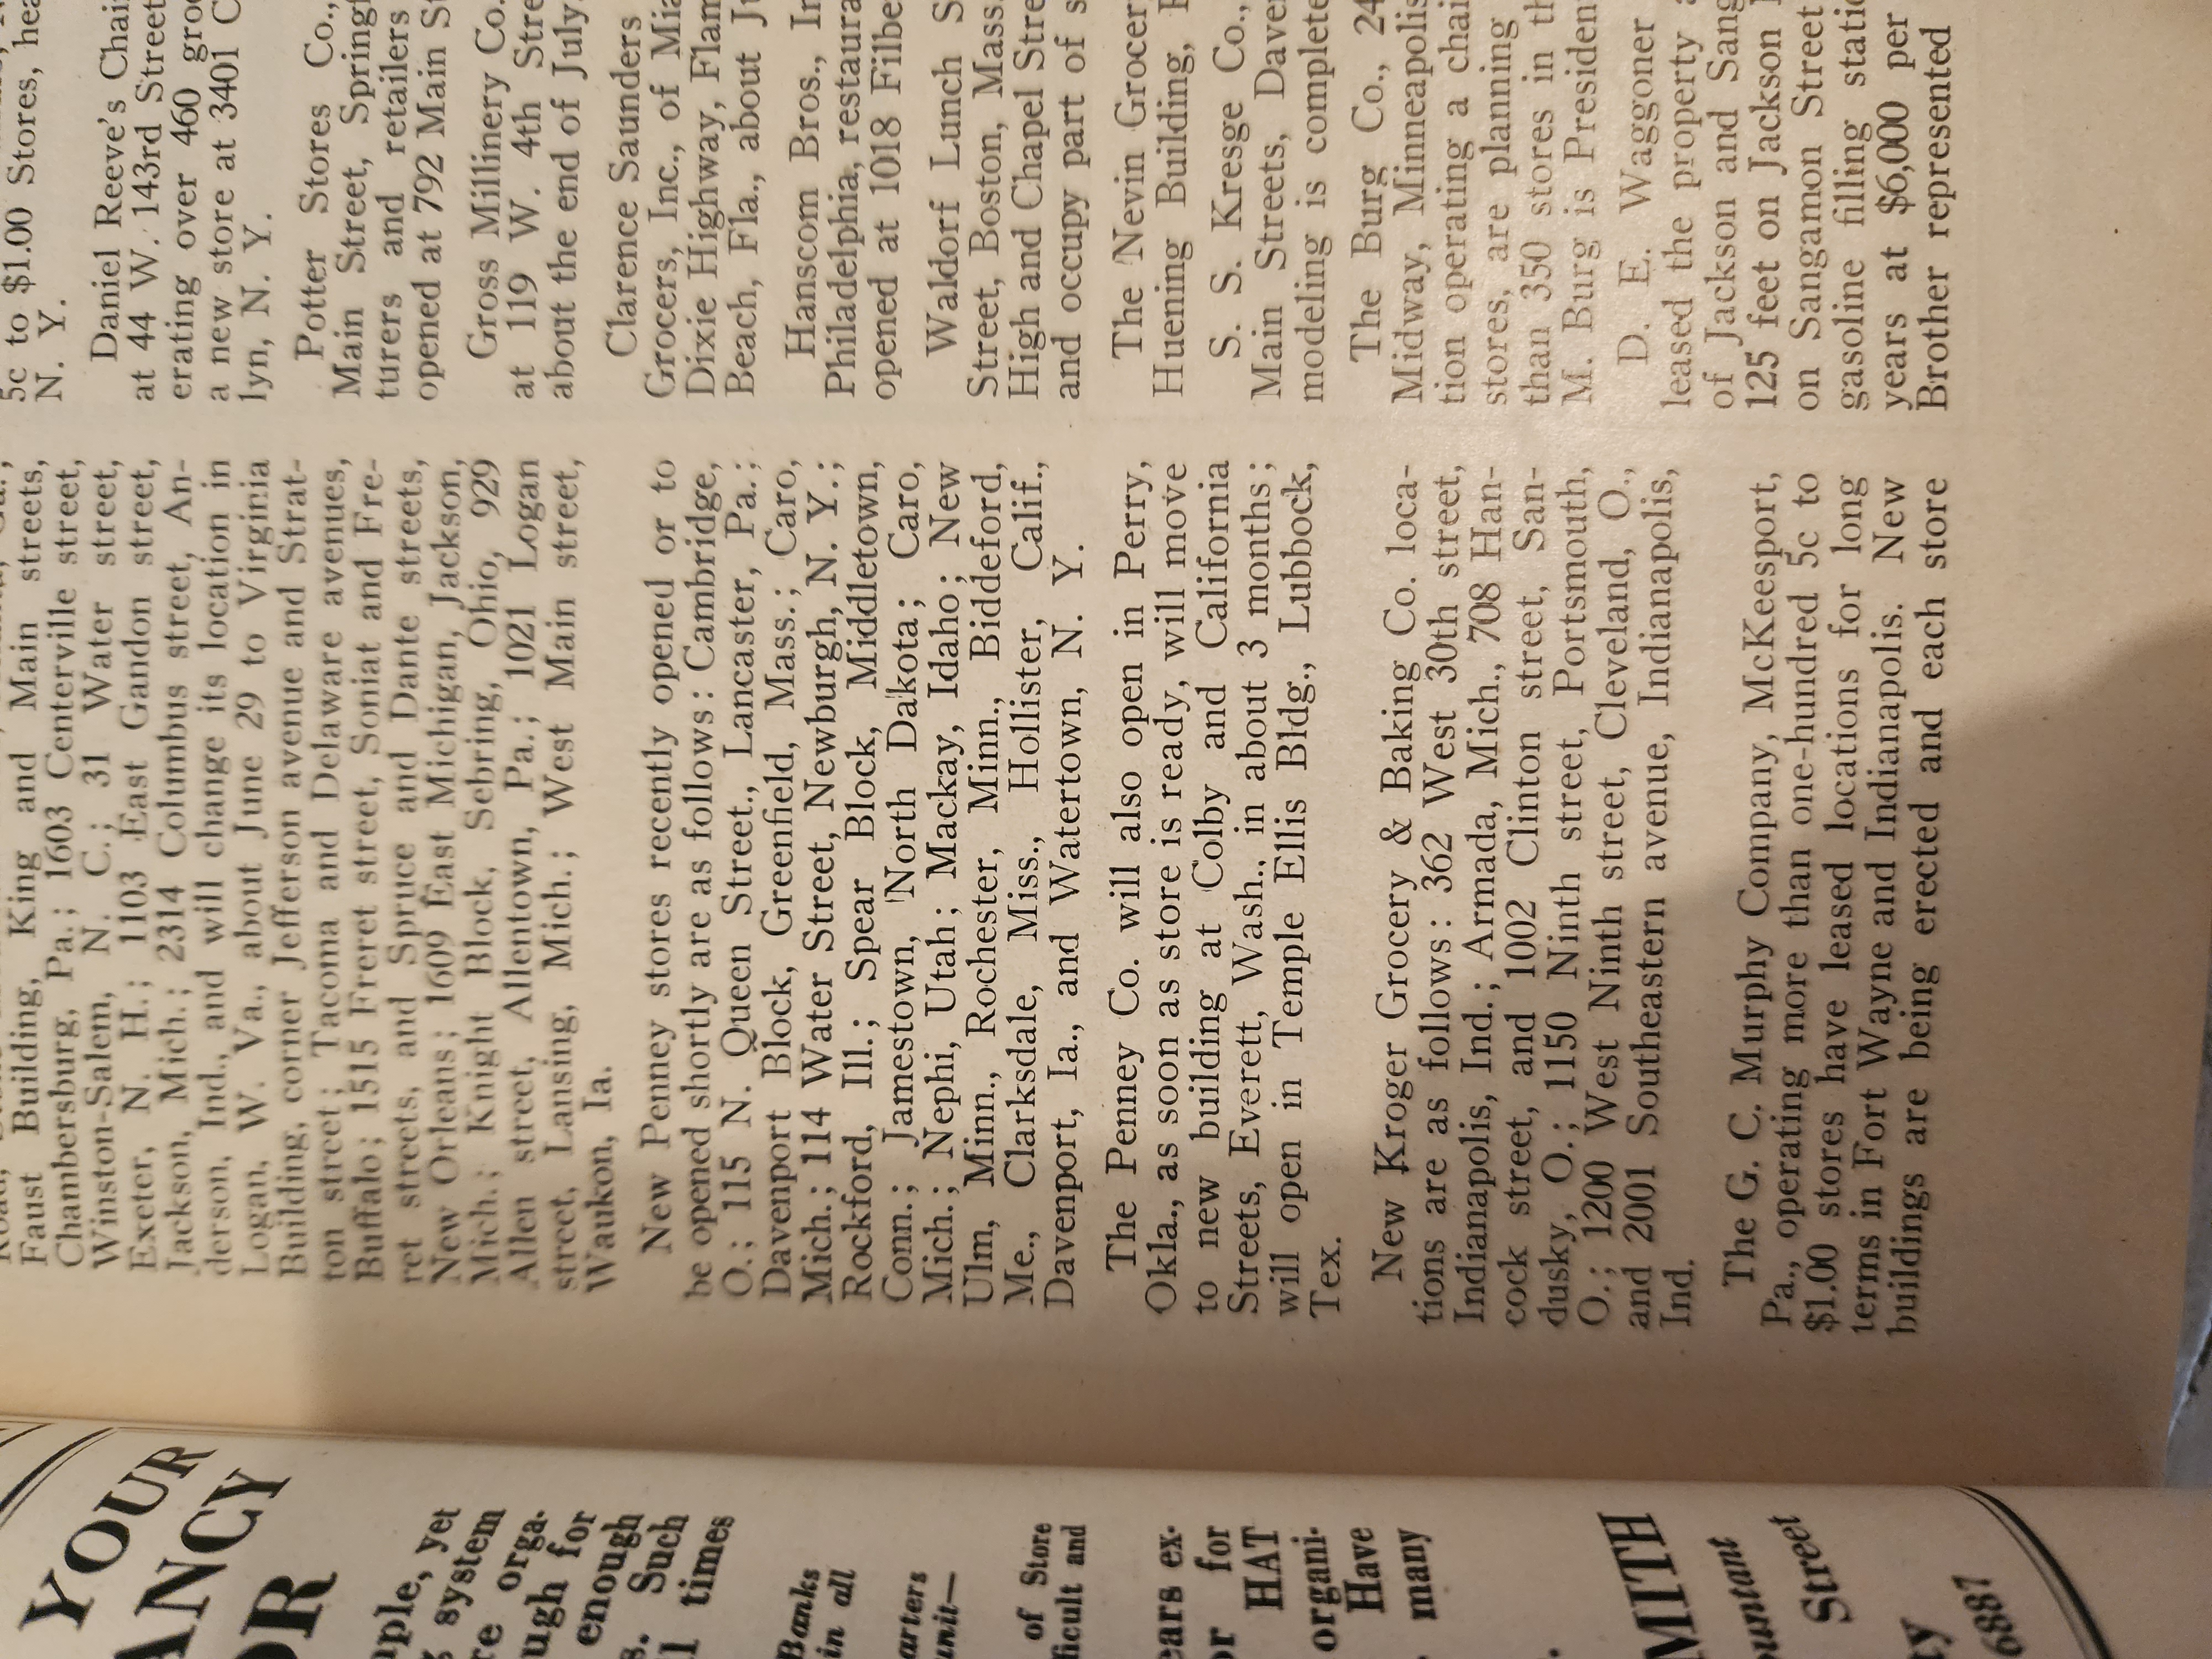 Faust Building, King and Main streets,
Chambersburg, Pa.; 1603 Centerville street,
Winston-Salem, N. C.; 31 Water street,
Exeter, N. H.; 1103 East Gandon street,
Jackson, Mich.; 2314 Columbus street, An-
derson, Ind., and will change its location in
Logan, W. Va., about June 29 to Virginia
Building, corner Jefferson avenue and Strat-
ton street; Tacoma and Delaware avenues,
Buffalo; 1515 Freret street, Soniat and Fre-
ret streets, and Spruce and Dante streets,
New Orleans; 1609 East Michigan, Jackson,
Mich.; Knight Block, Sebring, Ohio, 929
Allen street, Allentown, Pa.; 1021 Logan
street, Lansing, Mich.; West Main street,
Waukon, Ia.
New Penney stores recently opened or to
be opened shortly are as follows: Cambridge,
O.; 115 N. Queen Street., Lancaster, Pa.;
Davenport Block, Greenfield, Mass.; Caro,
Mich.; 114 Water Street, Newburgh, N. Y.;
Rockford, Ill.; Spear Block, Middletown,
Conn.; Jamestown, North Dakota; Caro,
Mich.; Nephi, Utah; Mackay, Idaho; New
Ulm, Minn., Rochester, Minn., Biddeford,
Me., Clarksdale, Miss., Hollister, Calif.,
Davenport, Ia., and Watertown, N. Y.
The Penney Co. will also open in Perry,
Okla., as soon as store is ready, will move
to new building at Colby and California
Streets, Everett, Wash., in about 3 months;
will open in Temple Ellis Bldg., Lubbock,
Tex.
New Kroger Grocery & Baking Co. loca-
tions are as follows: 362 West 30th street,
Indianapolis, Ind.; Armada, Mich., 708 Han-
cock street, and 1002 Clinton street, San-
dusky, O.; 1150 Ninth street, Portsmouth,
O.; 1200 West Ninth street, Cleveland, O.,
and 2001 Southeastern avenue, Indianapolis,
Ind.
The G. C. Murphy Company, McKeesport,
Pa., operating more than one-hundred 5c to
$1.00 stores have leased locations for long
terms in Fort Wayne and Indianapolis. New
buildings are being erected and each store
5c to $1.00 Stores,
N. Y.
Daniel Reeve's
at 44 W. 143rd Street
erating over 460
a new store at 3401
lyn, N. Y.
Potter Stores Co.,
Main Street,
turers and retailers
opened at 792 Main
Gross Millinery Co.
at 119 W. 4th
about the end of July.
Clarence Saunders
Grocers, Inc., of
Dixie Highway,
Beach, Fla., about
Hanscom Bros.,
Philadelphia,
opened at 1018
Waldorf Lunch
Street, Boston, Mass.
High and Chapel
and occupy part of
The Nevin
Huening Building,
S. S. Kresge Co.,
Main Streets,
modeling is
The Burg Co., 24
Midway,
tion operating a
stores, are planning
than 350 stores in
M. Burg is
D. E. Waggoner
leased the property
of Jackson and
125 feet on Jackson
on Sangamon Street
gasoline filling
years at $6,000 per
Brother represented
YOUR
ANCY
OR
yet
system
re orga-
ugh for
enough
s. Such
l times
Banks
in all
arters
unit—
of Store
ficult and
ears ex-
or for
HAT
organi-
Have
many
MITH
ountant
Street
6887